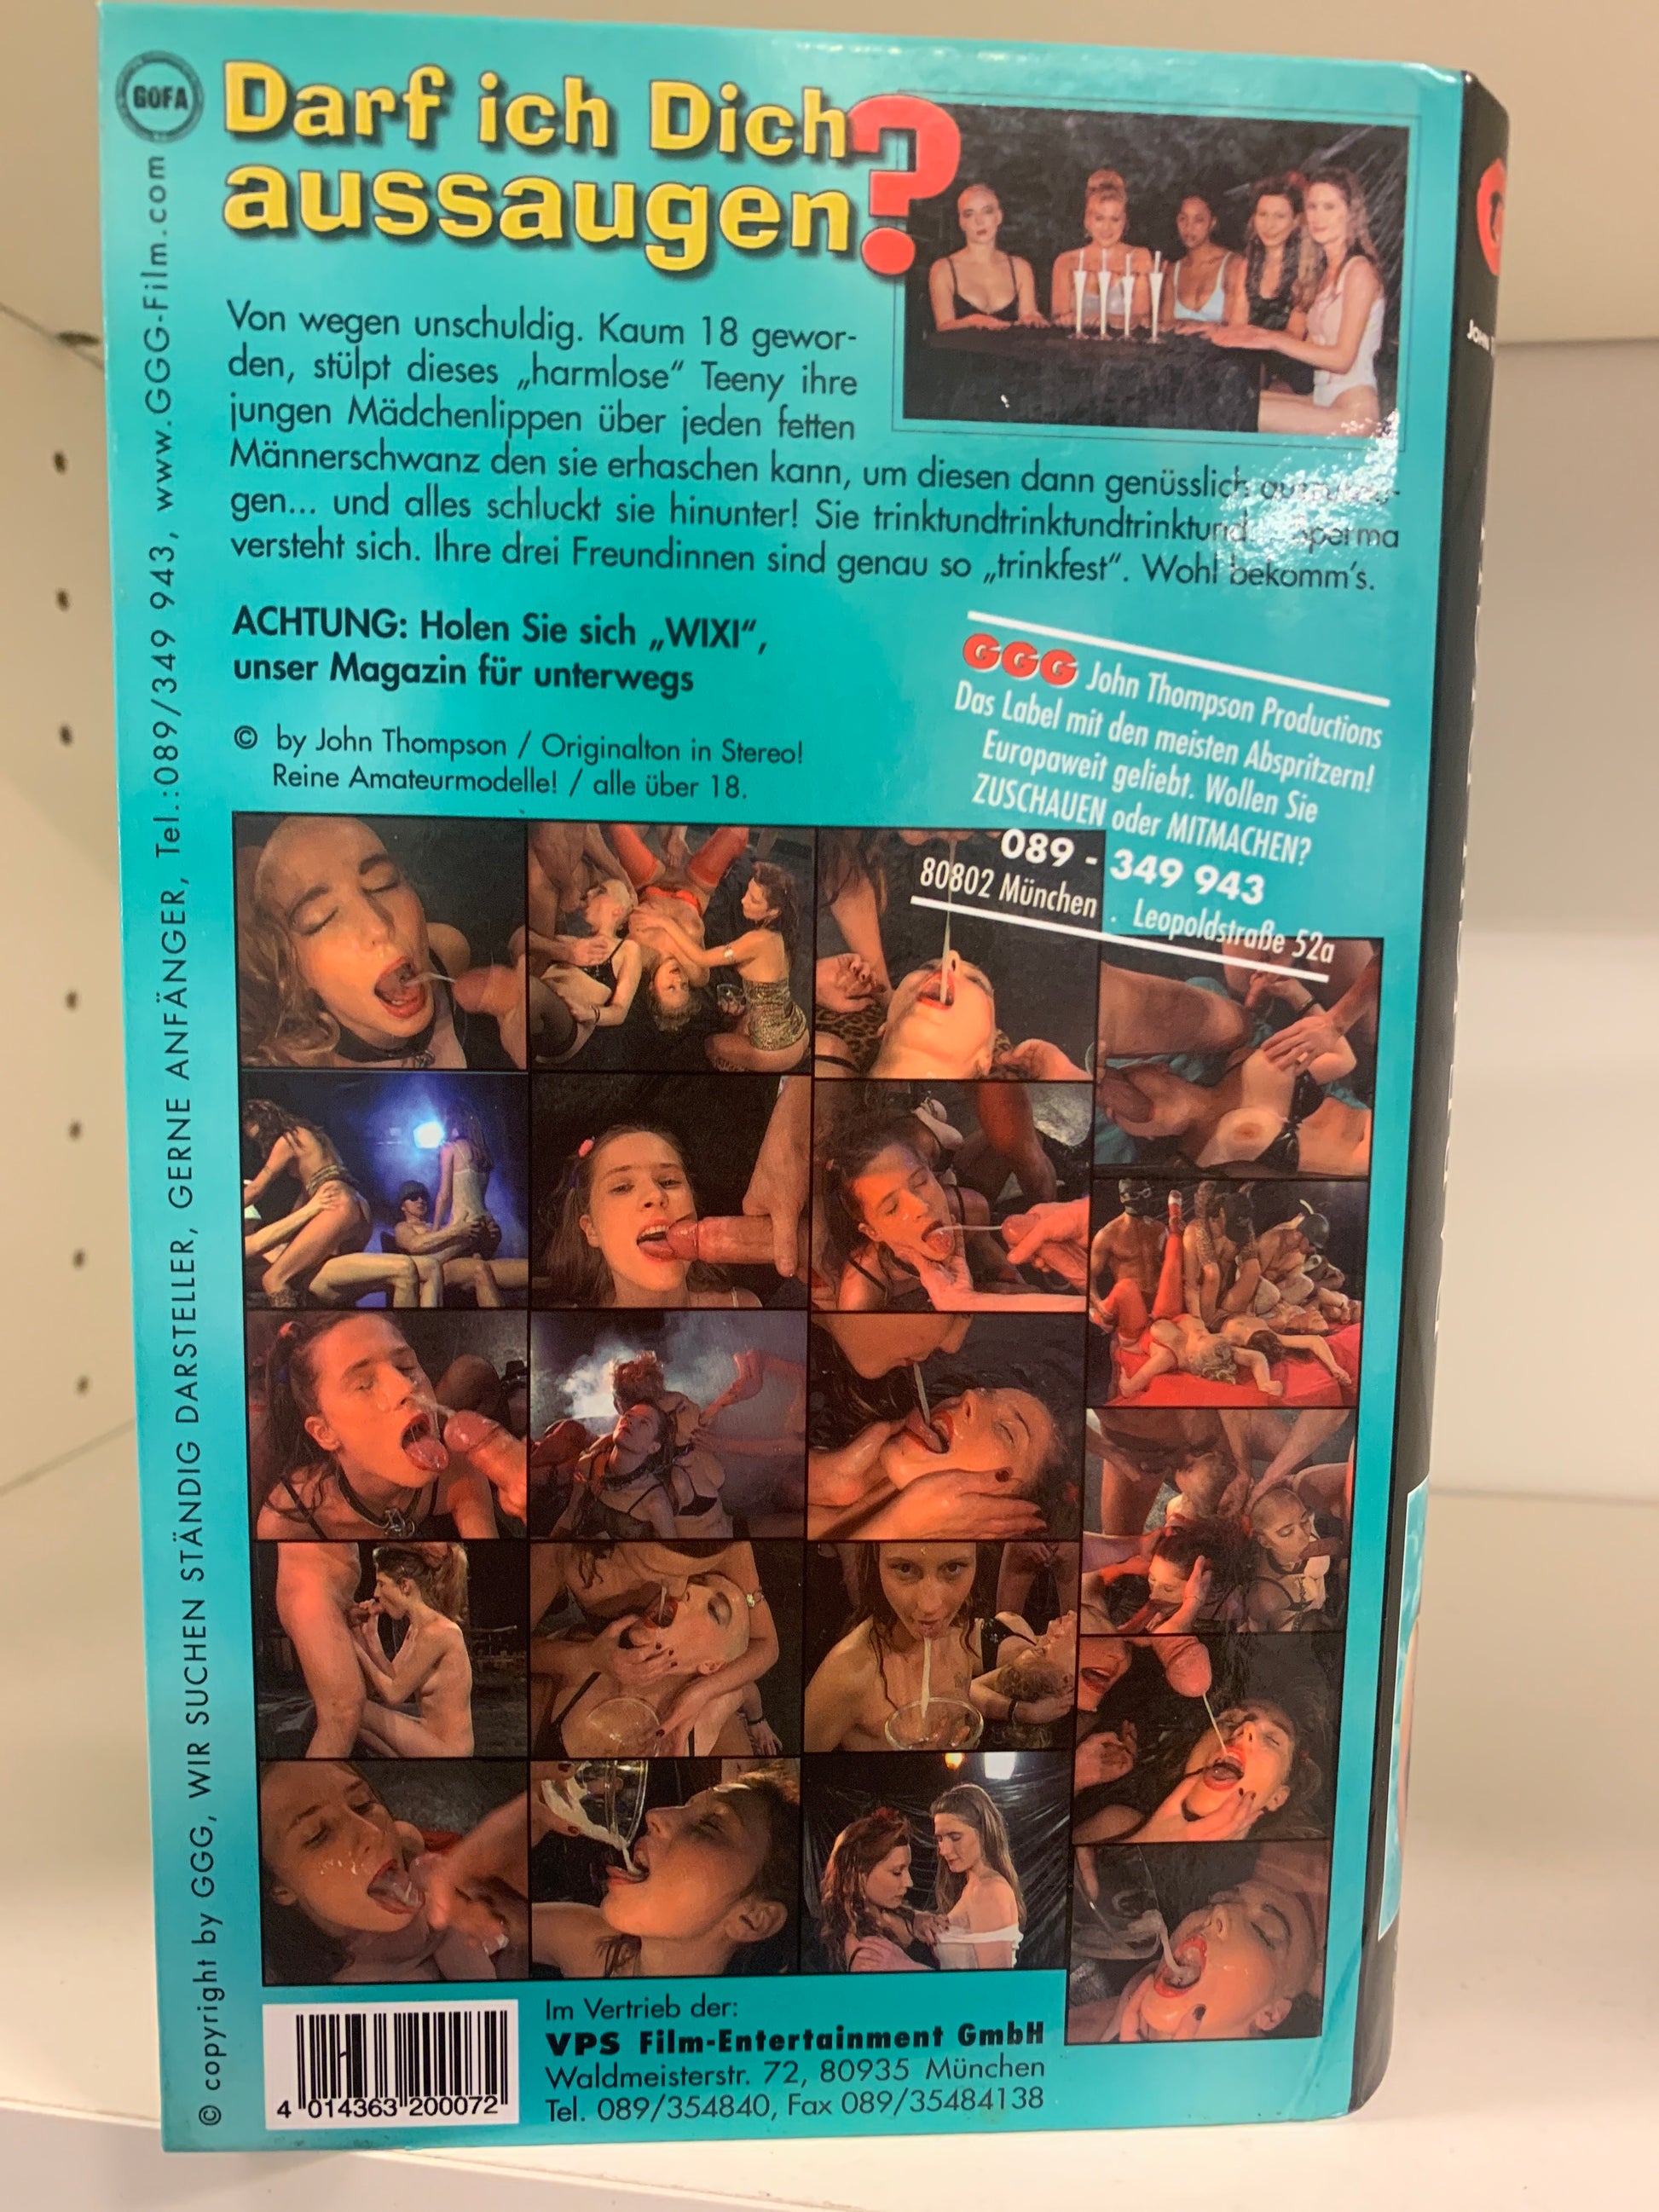 GOFA
Darf ich Dich
aussaugen?
Von wegen unschuldig. Kaum 18 gewor-
den, stülpt dieses „harmlose“ Teeny ihre
jungen Mädchenlippen über jeden fetten
Männerschwanz den sie erhaschen kann, um diesen dann genüsslich
gen... und alles schluckt sie hinunter! Sie trinktundtrinktundtrinktund Sperma
versteht sich. Ihre drei Freundinnen sind genau so „trinkfest“. Wohl bekomm's.
ACHTUNG: Holen Sie sich „WIXI“,
unser Magazin für unterwegs
© by John Thompson / Originalton in Stereo!
Reine Amateurmodelle! / alle über 18.
GGG John Thompson Productions
Das Label mit den meisten Abspritzern!
Europaweit geliebt. Wollen Sie
ZUSCHAUEN oder MITMACHEN?
089 - 349 943
80802 München . Leopoldstraße 52a
© copyright by GGG, WIR SUCHEN STÄNDIG DARSTELLER, GERNE ANFÄNGER, Tel.:089/349 943, www.GGG-Film.com
4 014363 200072
Im Vertrieb der:
VPS Film-Entertainment GmbH
Waldmeisterstr. 72, 80935 München
Tel. 089/354840, Fax 089/35484138